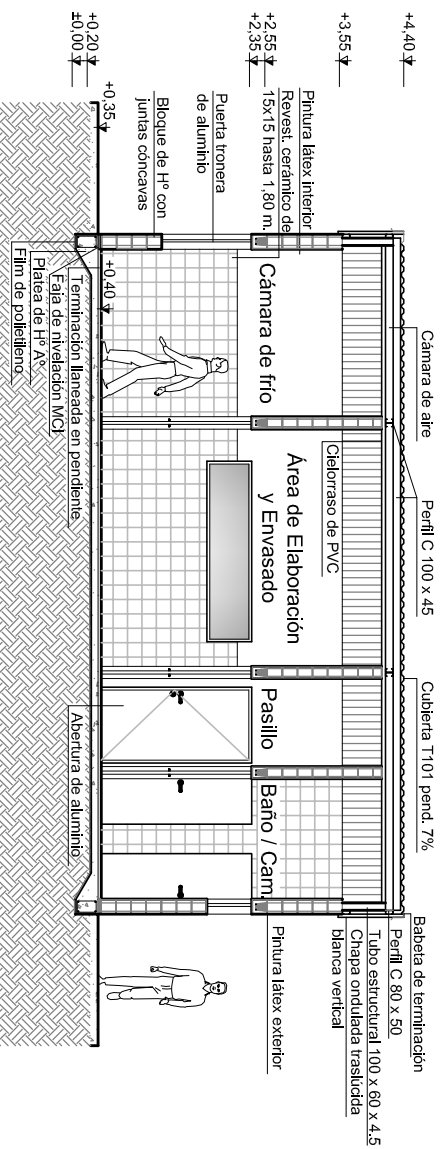 +4,40
+3,55
+2,55
+2,35
+0,20
±0,00
+0,35
Pintura látex interior
Revest. cerámico de
15x15 hasta 1,80 m.
Puerta tronera
de aluminio
Bloque de Hº con
juntas cóncavas
Cámara de aire
Perfil C 100 x 45
Cubierta T101 pend. 7%
Babeta de terminación
Perfil C 80 x 50
Tubo estructural 100 x 60 x 4.5
Chapa ondulada traslúcida
blanca vertical
Pintura látex exterior
Cielorraso de PVC
Cámara de frío
Área de Elaboración
y Envasado
Pasillo
Baño / Cam.
+0,40
Terminación llaneada en pendiente
Faja de nivelación MCI
Platea de Hº Aº
Film de polietileno
Abertura de aluminio